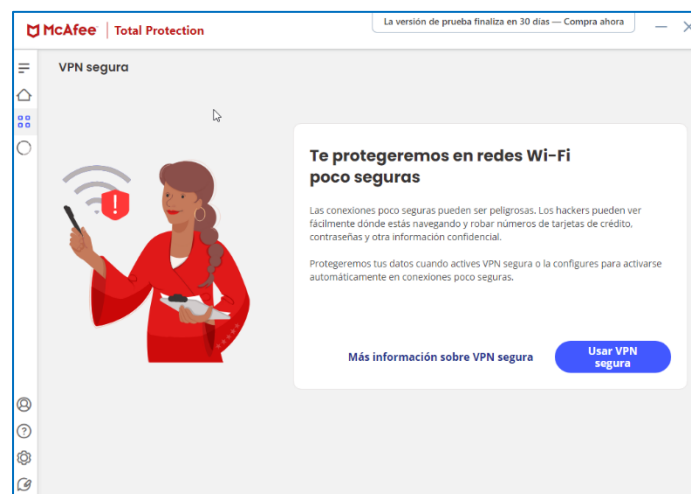 McAfee | Total Protection
La versión de prueba finaliza en 30 días — Compra ahora
VPN segura
Te protegeremos en redes Wi-Fi
poco seguras
Las conexiones poco seguras pueden ser peligrosas. Los hackers pueden ver
fácilmente dónde estás navegando y robar números de tarjetas de crédito,
contraseñas y otra información confidencial.
Protegeremos tus datos cuando actives VPN segura o la configures para activarse
automáticamente en conexiones poco seguras.
Más información sobre VPN segura
Usar VPN
segura